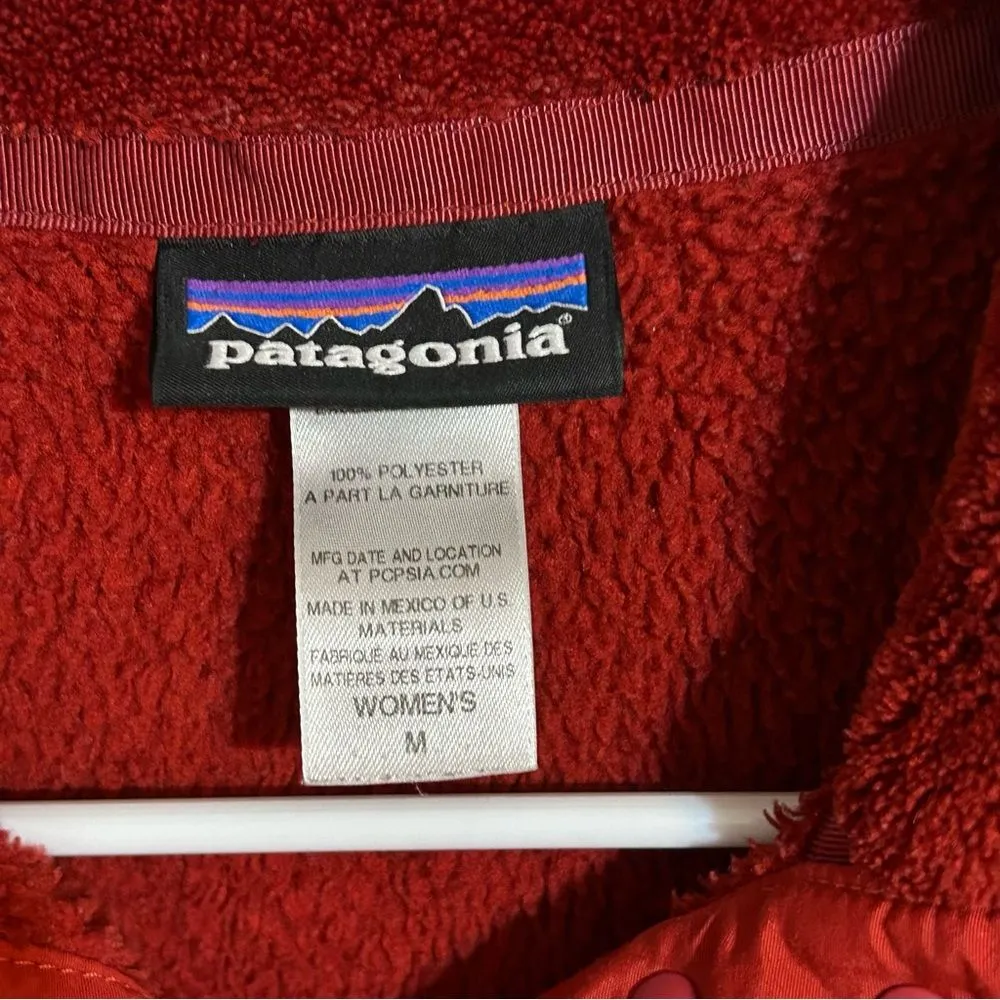 patagonia®
100% POLYESTER
A PART LA GARNITURE
MFG DATE AND LOCATION
AT PCPSIA.COM
MADE IN MEXICO OF U.S.
MATERIALS
FABRIQUE AU MEXIQUE DES
MATIERES DES ETATS-UNIS
WOMEN'S
M